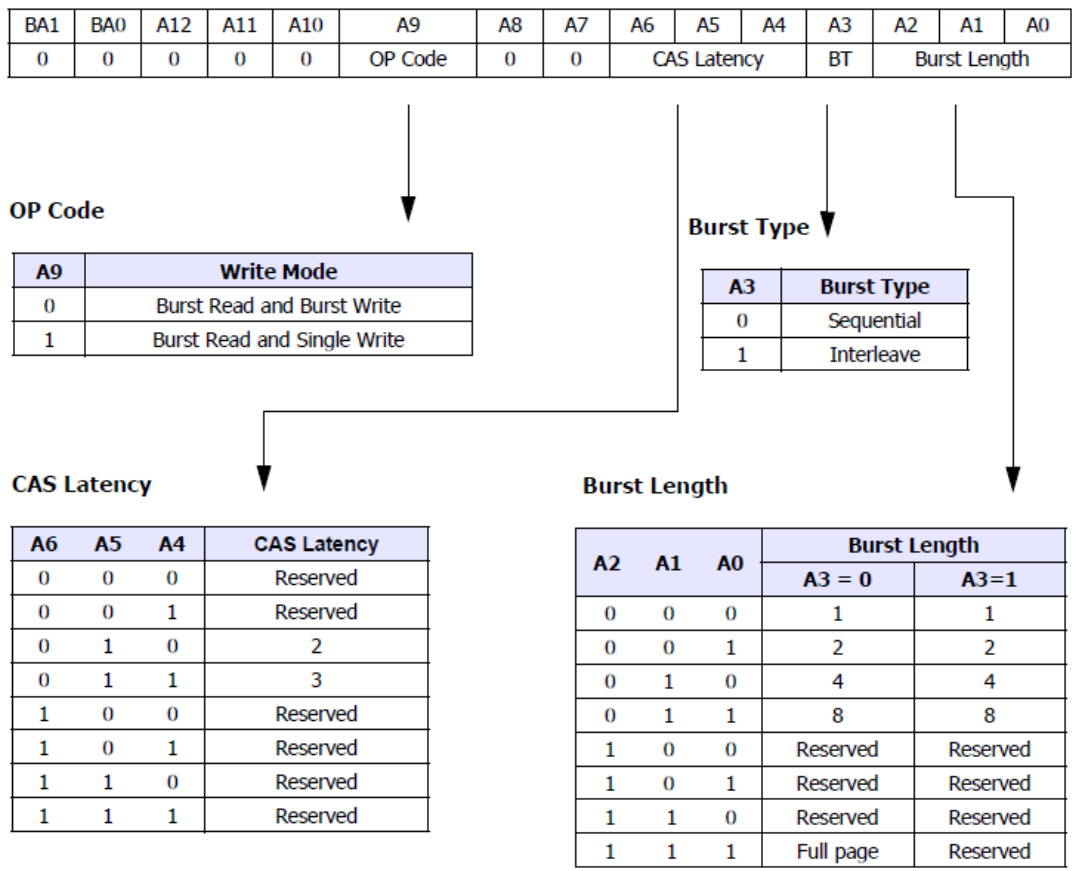 BA1 BA0 A12 A11 A10 A9 A8 A7 A6 A5 A4 A3 A2 A1 A0
0 0 0 0 0 OP Code 0 0 CAS Latency BT Burst Length
OP Code
A9 Write Mode
0 Burst Read and Burst Write
1 Burst Read and Single Write
Burst Type
A3 Burst Type
0 Sequential
1 Interleave
CAS Latency
A6 A5 A4 CAS Latency
0 0 0 Reserved
0 0 1 Reserved
0 1 0 2
0 1 1 3
1 0 0 Reserved
1 0 1 Reserved
1 1 0 Reserved
1 1 1 Reserved
Burst Length
A2 A1 A0 Burst Length
A3 = 0 A3=1
0 0 0 1 1
0 0 1 2 2
0 1 0 4 4
0 1 1 8 8
1 0 0 Reserved Reserved
1 0 1 Reserved Reserved
1 1 0 Reserved Reserved
1 1 1 Full page Reserved